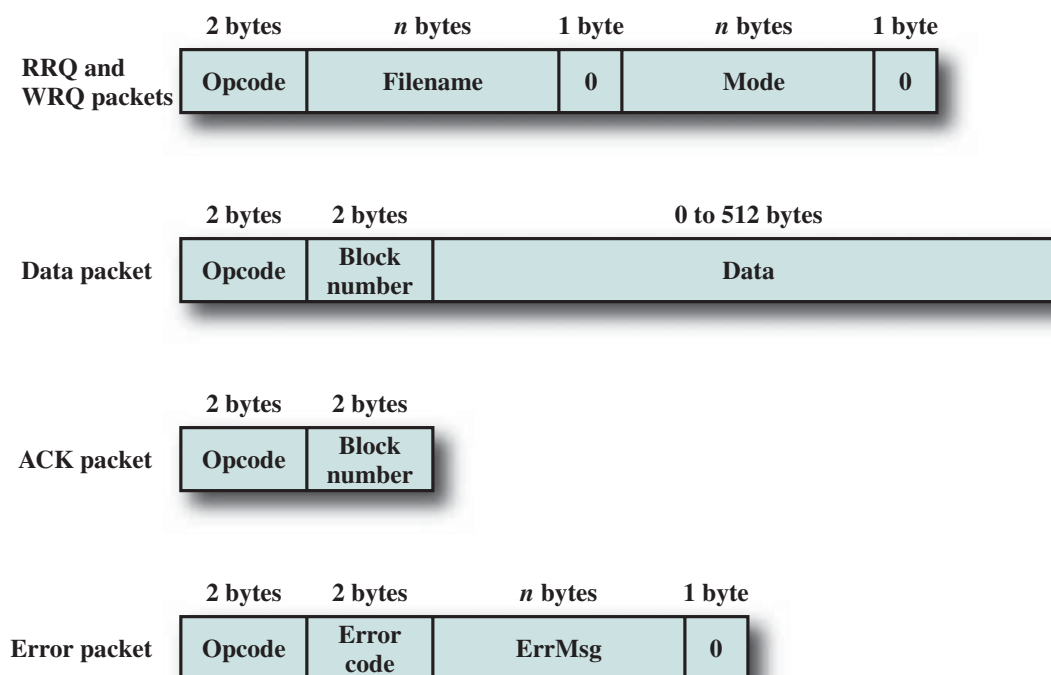 2 bytes n bytes 1 byte n bytes 1 byte
RRQ and
WRQ packets
Opcode Filename 0 Mode 0
2 bytes 2 bytes 0 to 512 bytes
Data packet Opcode Block
number Data
2 bytes 2 bytes
ACK packet Opcode Block
number
2 bytes 2 bytes n bytes 1 byte
Error packet Opcode Error
code ErrMsg 0